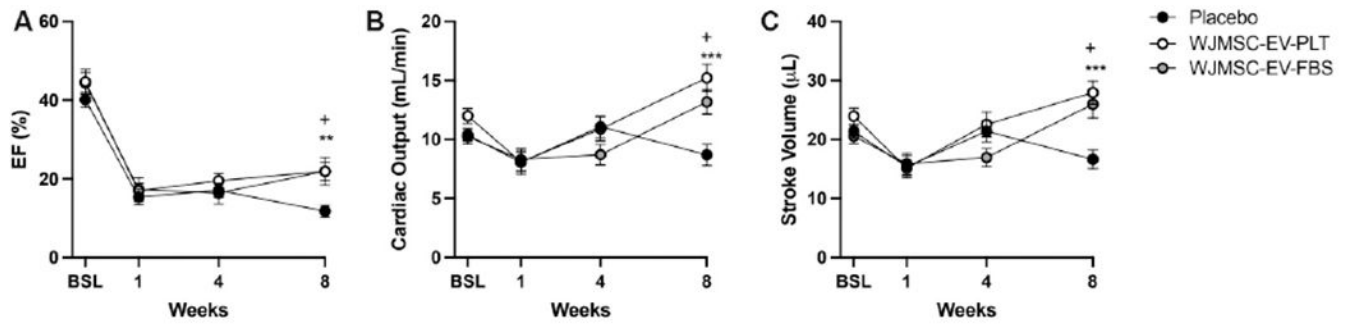 A
60
40
20
0
EF (%)
+
**
BSL 1 4 8
Weeks
B
20
15
10
5
0
Cardiac Output (mL/min)
+
***
BSL 1 4 8
Weeks
C
40
30
20
10
0
Stroke Volume (µL)
+
***
BSL 1 4 8
Weeks
Placebo
WJMSC-EV-PLT
WJMSC-EV-FBS